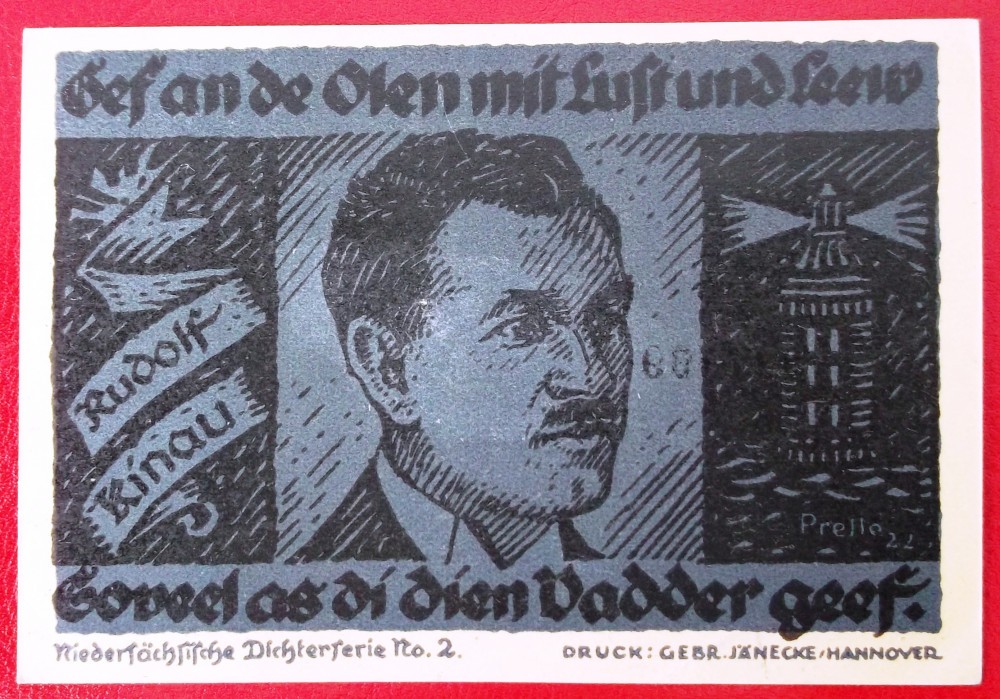 Gef an de Olen mit Lust und Leew
Rudolf
Kinau
Prelle
22
Soveel as di dien Vadder geef.
Niedersächsische Dichterserie No. 2.
DRUCK: GEBR. JÄNECKE, HANNOVER